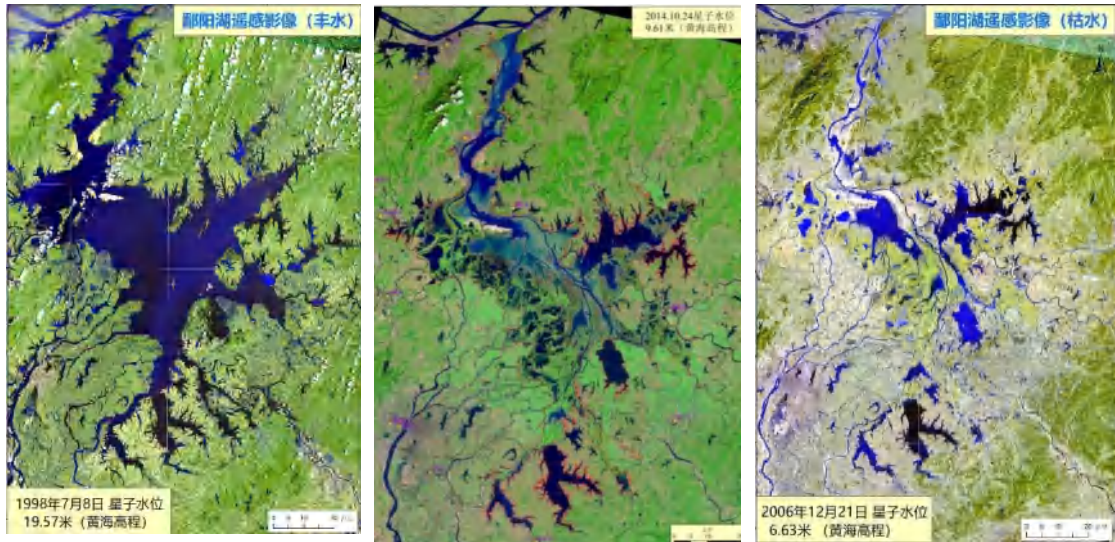 鄱阳湖遥感影像（丰水）
1998年7月8日 星子水位
19.57米（黄海高程）
2014.10.24星子水位
9.61米（黄海高程）
鄱阳湖遥感影像（枯水）
2006年12月21日 星子水位
6.63米 （黄海高程）